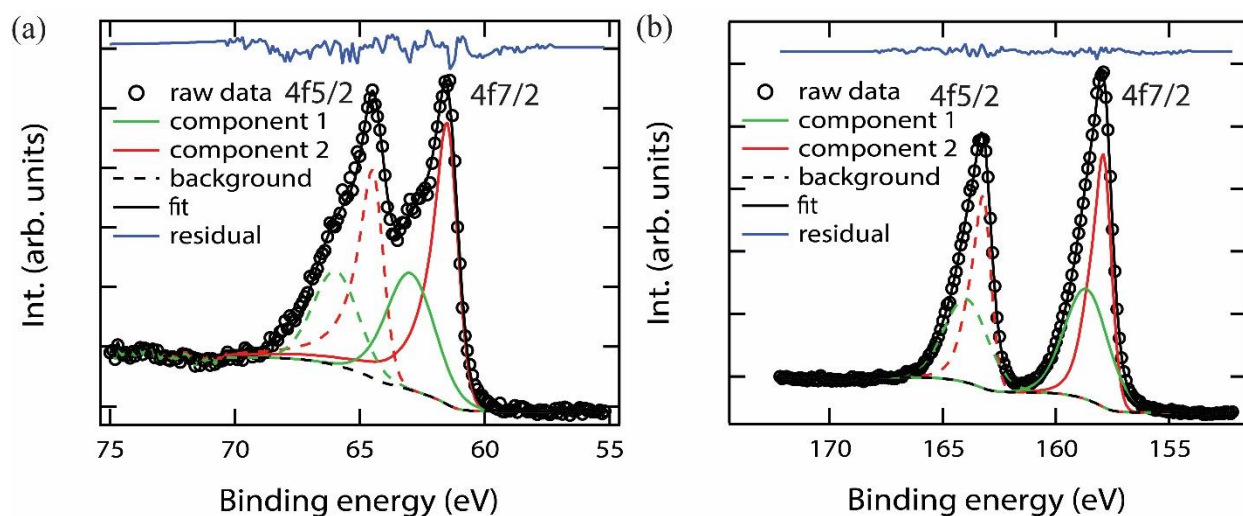 (a)
4f5/2
4f7/2
raw data
component 1
component 2
background
fit
residual
Int. (arb. units)
75
70
65
60
55
Binding energy (eV)
(b)
4f5/2
4f7/2
raw data
component 1
component 2
background
fit
residual
Int. (arb. units)
170
165
160
155
Binding energy (eV)